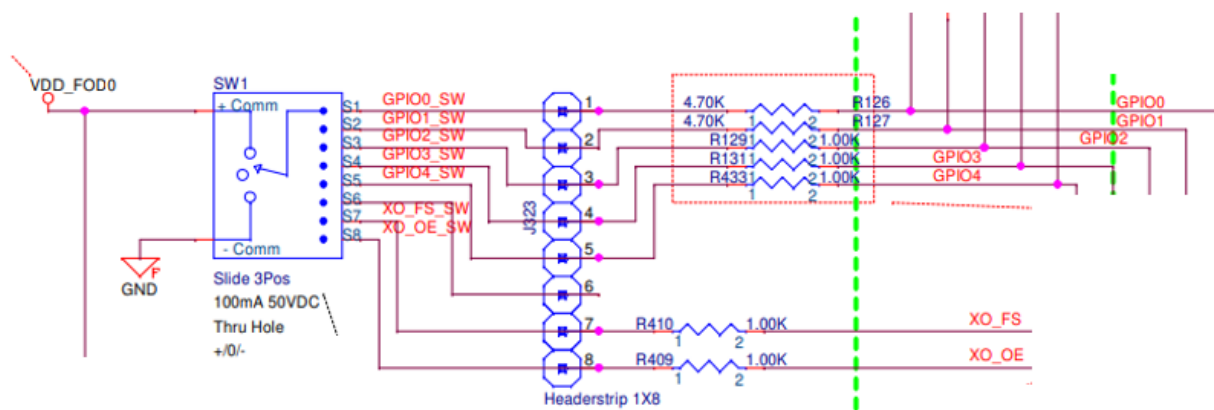 VDD_FOD0
SW1
+ Comm
- Comm
S1
S2
S3
S4
S5
S6
S7
S8
GPIO0_SW
GPIO1_SW
GPIO2_SW
GPIO3_SW
GPIO4_SW
XO_FS_SW
XO_OE_SW
GND
F
Slide 3Pos
100mA 50VDC
Thru Hole
+/0/-
J323
1
2
3
4
5
6
7
8
Headerstrip 1X8
4.70K 1 2 R126
4.70K 1 2 R127
R129 1 2 1.00K
R131 1 2 1.00K
R433 1 2 1.00K
R410 1 2 1.00K
R409 1 2 1.00K
GPIO0
GPIO1
GPIO2
GPIO3
GPIO4
XO_FS
XO_OE